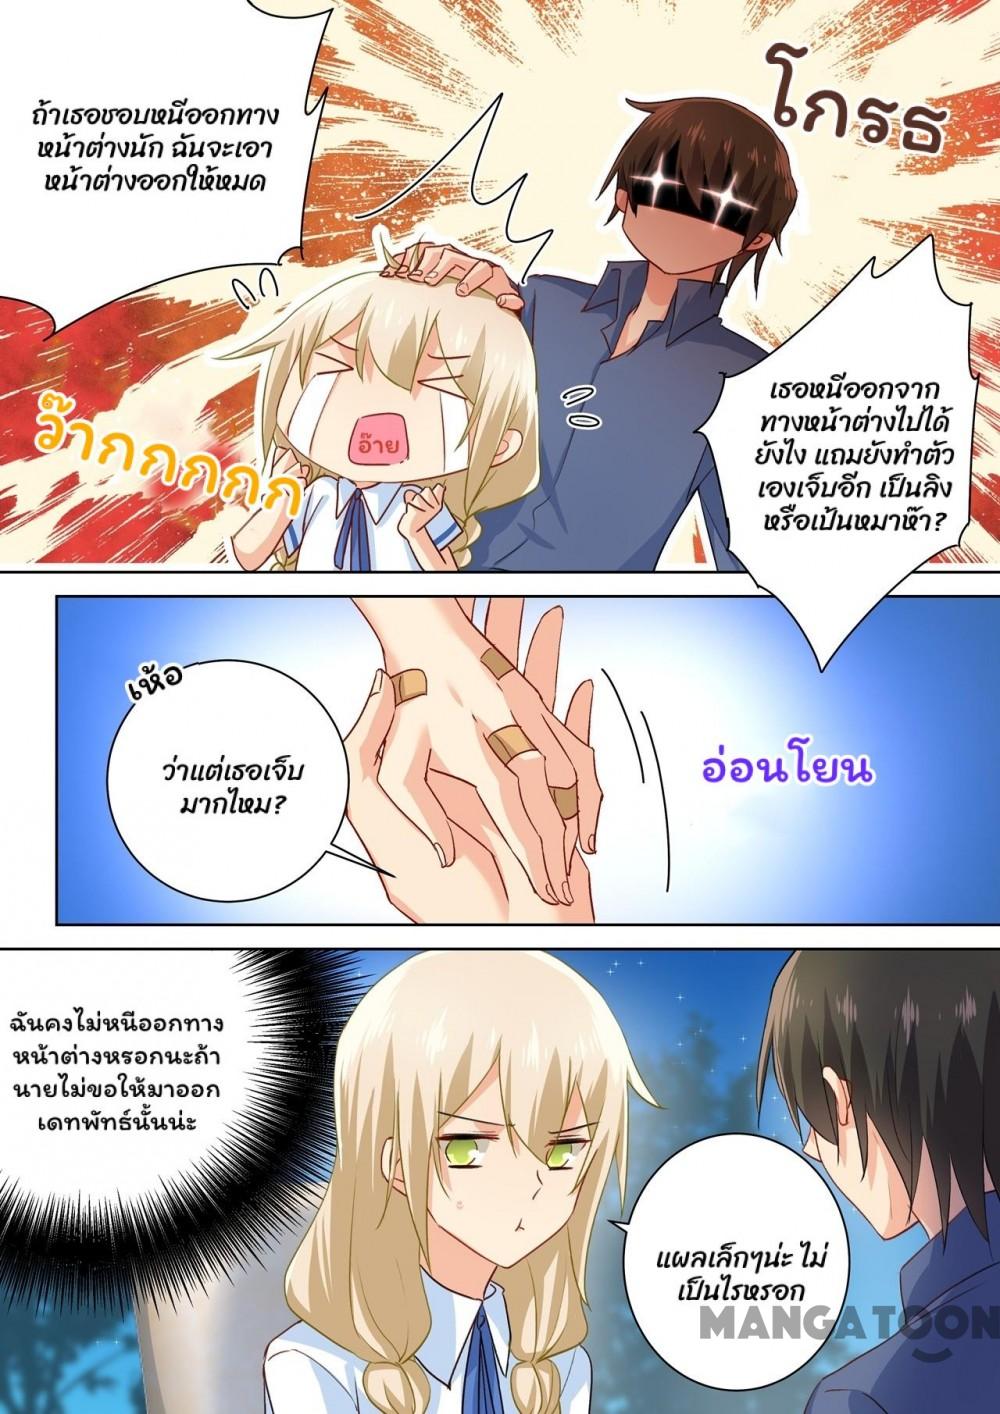 ถ้าเธอชอบหนีออกทาง
หน้าต่างนัก ฉันจะเอา
หน้าต่างออกให้หมด
โกรธ
เธอหนีออกจาก
ทางหน้าต่างไปได้
ยังไง แถมยังทำตัว
เองเจ็บอีก เป็นลิง
หรือเป้นหมาห๊า?
ว๊ากกกกกก
อ๊าย
เห้อ
ว่าแต่เธอเจ็บ
มากไหม?
อ่อนโยน
ฉันคงไม่หนีออกทาง
หน้าต่างหรอกนะถ้า
นายไม่ขอให้มาออก
เดทพัทธ์นั้นน่ะ
แผลเล็กๆน่ะ ไม่
เป็นไรหรอก
MANGATOON